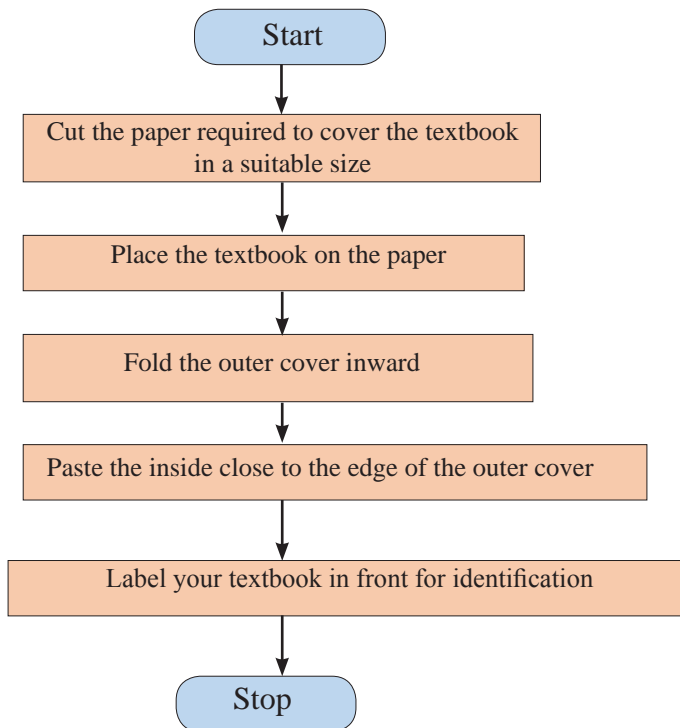 Start
Cut the paper required to cover the textbook
in a suitable size
Place the textbook on the paper
Fold the outer cover inward
Paste the inside close to the edge of the outer cover
Label your textbook in front for identification
Stop